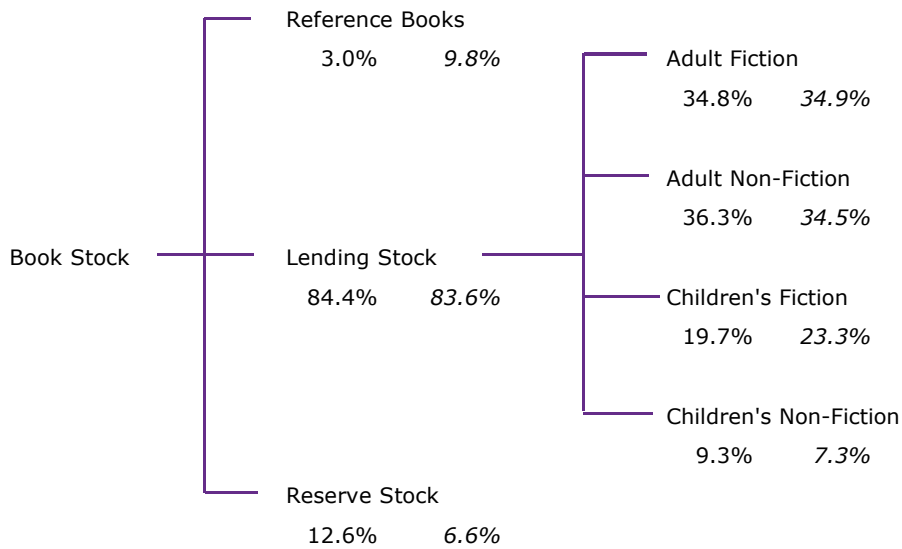 Reference Books
3.0% 9.8%
Adult Fiction
34.8% 34.9%
Adult Non-Fiction
36.3% 34.5%
Book Stock
Lending Stock
84.4% 83.6%
Children's Fiction
19.7% 23.3%
Children's Non-Fiction
9.3% 7.3%
Reserve Stock
12.6% 6.6%